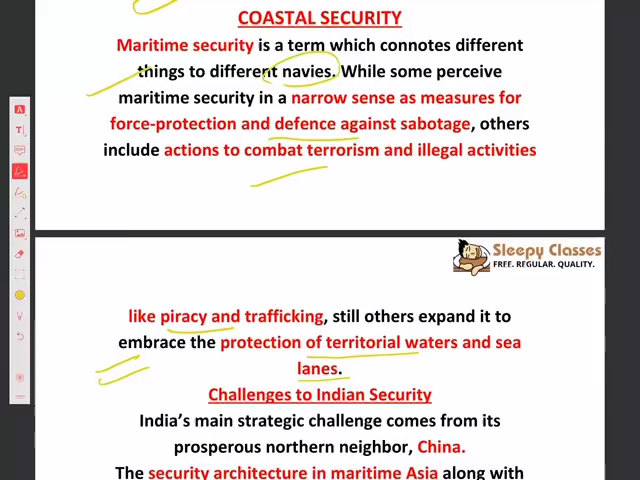 COASTAL SECURITY
Maritime security is a term which connotes different
things to different navies. While some perceive
maritime security in a narrow sense as measures for
force-protection and defence against sabotage, others
include actions to combat terrorism and illegal activities
Sleepy Classes
FREE. REGULAR. QUALITY.
like piracy and trafficking, still others expand it to
embrace the protection of territorial waters and sea
lanes.
Challenges to Indian Security
India's main strategic challenge comes from its
prosperous northern neighbor, China.
The security architecture in maritime Asia along with